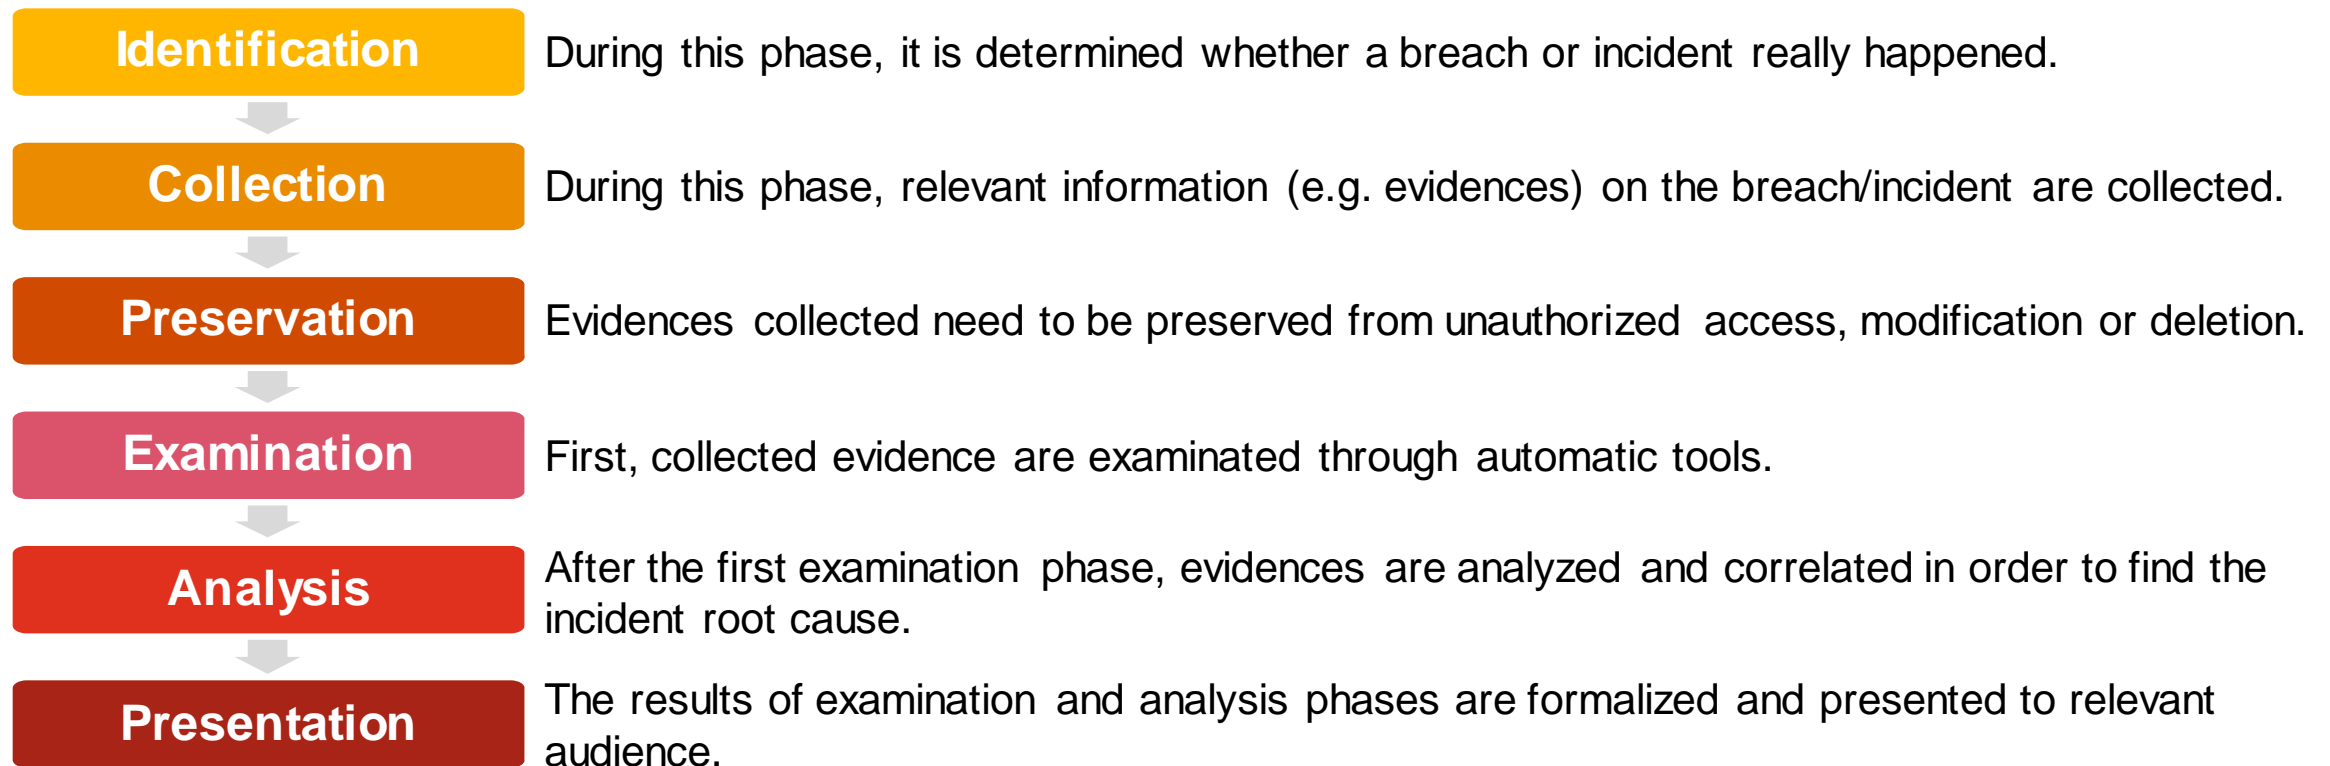 Identification
During this phase, it is determined whether a breach or incident really happened.
Collection
During this phase, relevant information (e.g. evidences) on the breach/incident are collected.
Preservation
Evidences collected need to be preserved from unauthorized access, modification or deletion.
Examination
First, collected evidence are examinated through automatic tools.
Analysis
After the first examination phase, evidences are analyzed and correlated in order to find the
incident root cause.
Presentation
The results of examination and analysis phases are formalized and presented to relevant
audience.